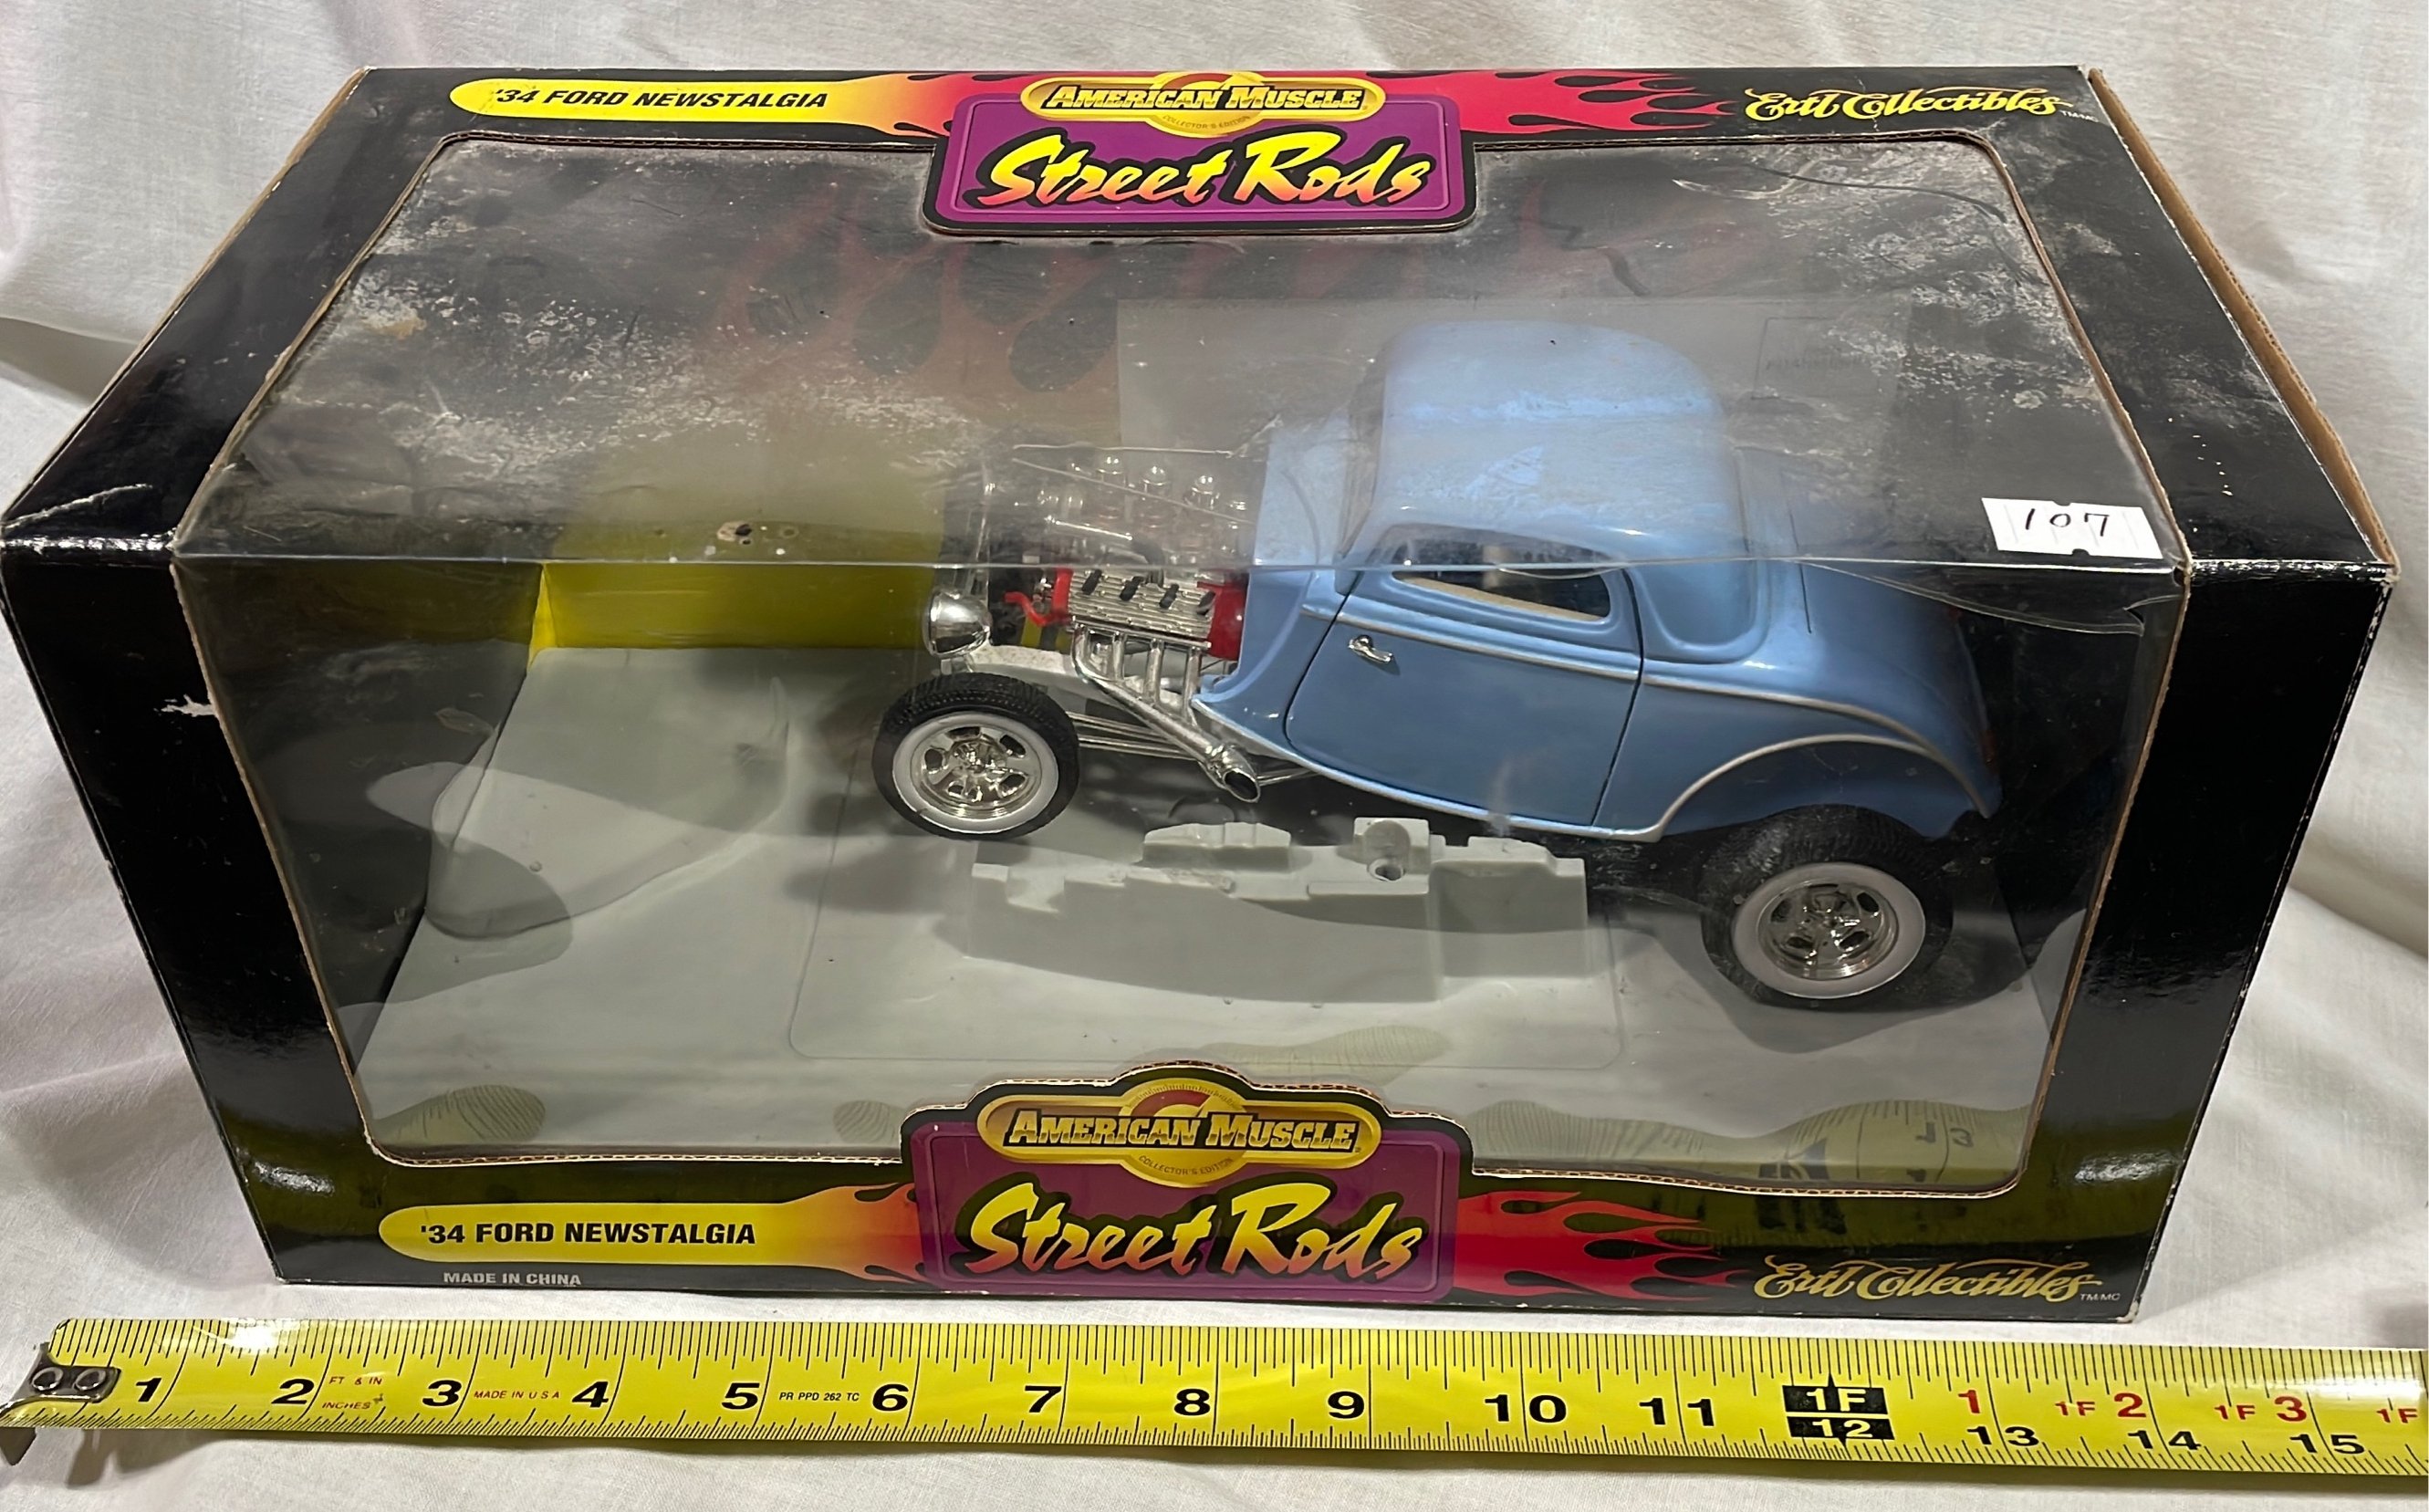 '34 FORD NEWSTALGIA
AMERICAN MUSCLE
COLLECTOR'S EDITION
Street Rods
Ertl Collectibles
TM/MC
107
AMERICAN MUSCLE
COLLECTOR'S EDITION
Street Rods
'34 FORD NEWSTALGIA
MADE IN CHINA
Ertl Collectibles
TM/MC
1 2 3 4 5 6 7 8 9 10 11 1F 1 1F 2 1F 3 1F
FT & IN
INCHES
MADE IN U S A
PR PPD 262 TC
12 13 14 15